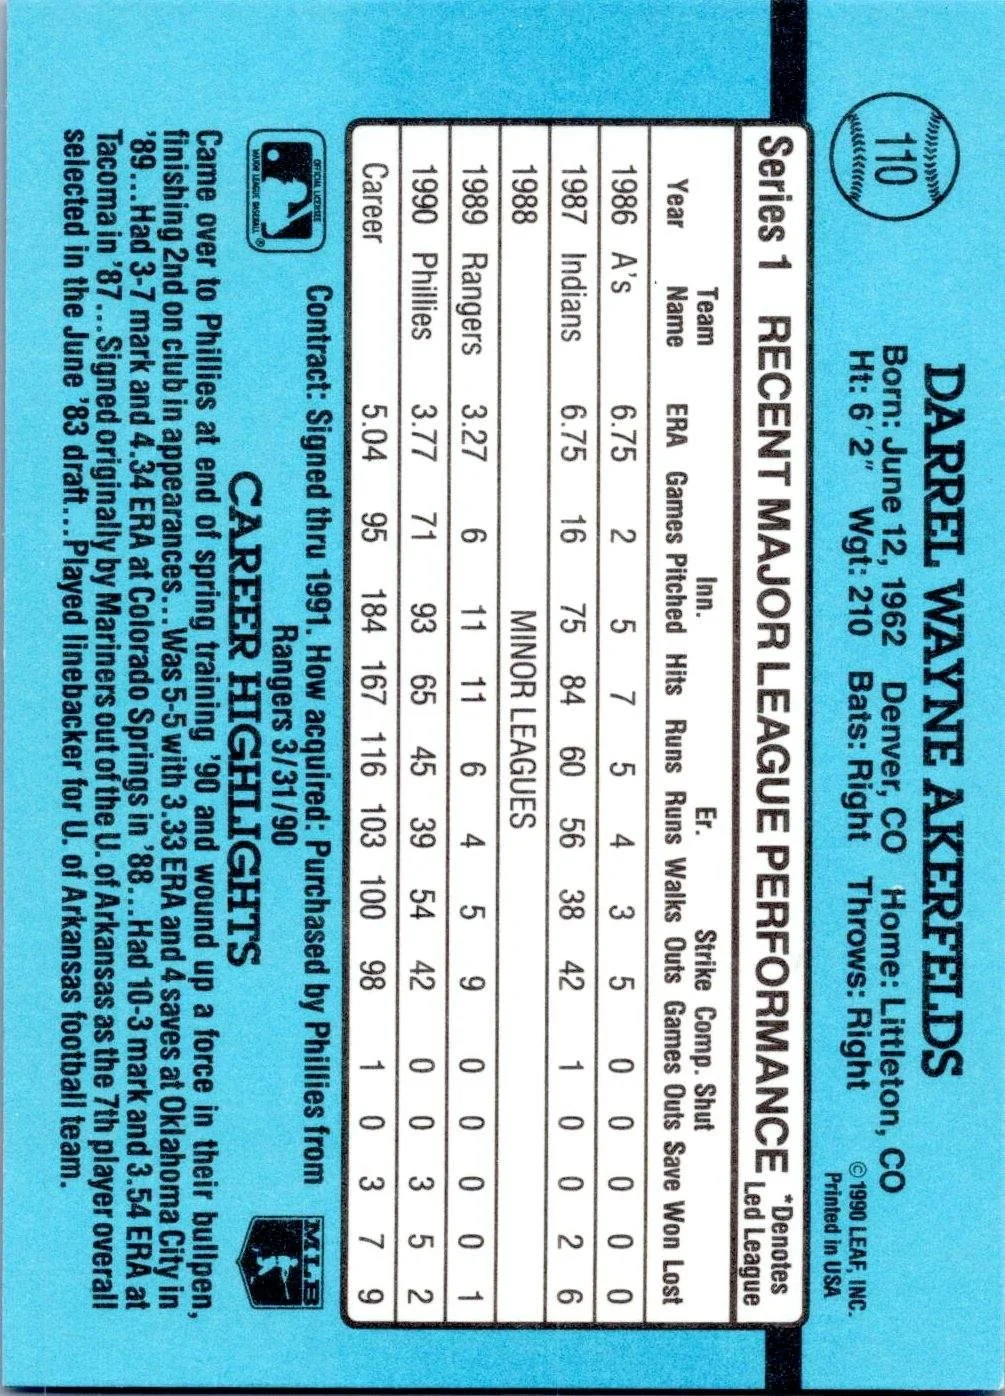 110
DARREL WAYNE AKERFELDS
Born: June 12, 1962 Denver, CO Home: Littleton, CO
Ht: 6'2" Wgt: 210 Bats: Right Throws: Right
© 1990 LEAF, INC.
Printed in USA
Series 1 RECENT MAJOR LEAGUE PERFORMANCE *Denotes Led League
Team Inn. Er. Strike Comp. Shut
Year Name ERA Games Pitched Hits Runs Runs Walks Outs Games Outs Save Won Lost
1986 A's 6.75 2 5 7 5 4 3 5 0 0 0 0 0
1987 Indians 6.75 16 75 84 60 56 38 42 1 0 0 2 6
1988 MINOR LEAGUES
1989 Rangers 3.27 6 11 11 6 4 5 9 0 0 0 0 1
1990 Phillies 3.77 71 93 65 45 39 54 42 0 0 3 5 2
Career 5.04 95 184 167 116 103 100 98 1 0 3 7 9
OFFICIAL LICENSEE
MAJOR LEAGUE BASEBALL ®
Contract: Signed thru 1991. How acquired: Purchased by Phillies from
Rangers 3/31/90
MLB
CAREER HIGHLIGHTS
Came over to Phillies at end of spring training '90 and wound up a force in their bullpen,
finishing 2nd on club in appearances...Was 5-5 with 3.33 ERA and 4 saves at Oklahoma City in
'89...Had 3-7 mark and 4.34 ERA at Colorado Springs in '88...Had 10-3 mark and 3.54 ERA at
Tacoma in '87...Signed originally by Mariners out of the U. of Arkansas as the 7th player overall
selected in the June '83 draft...Played linebacker for U. of Arkansas football team.